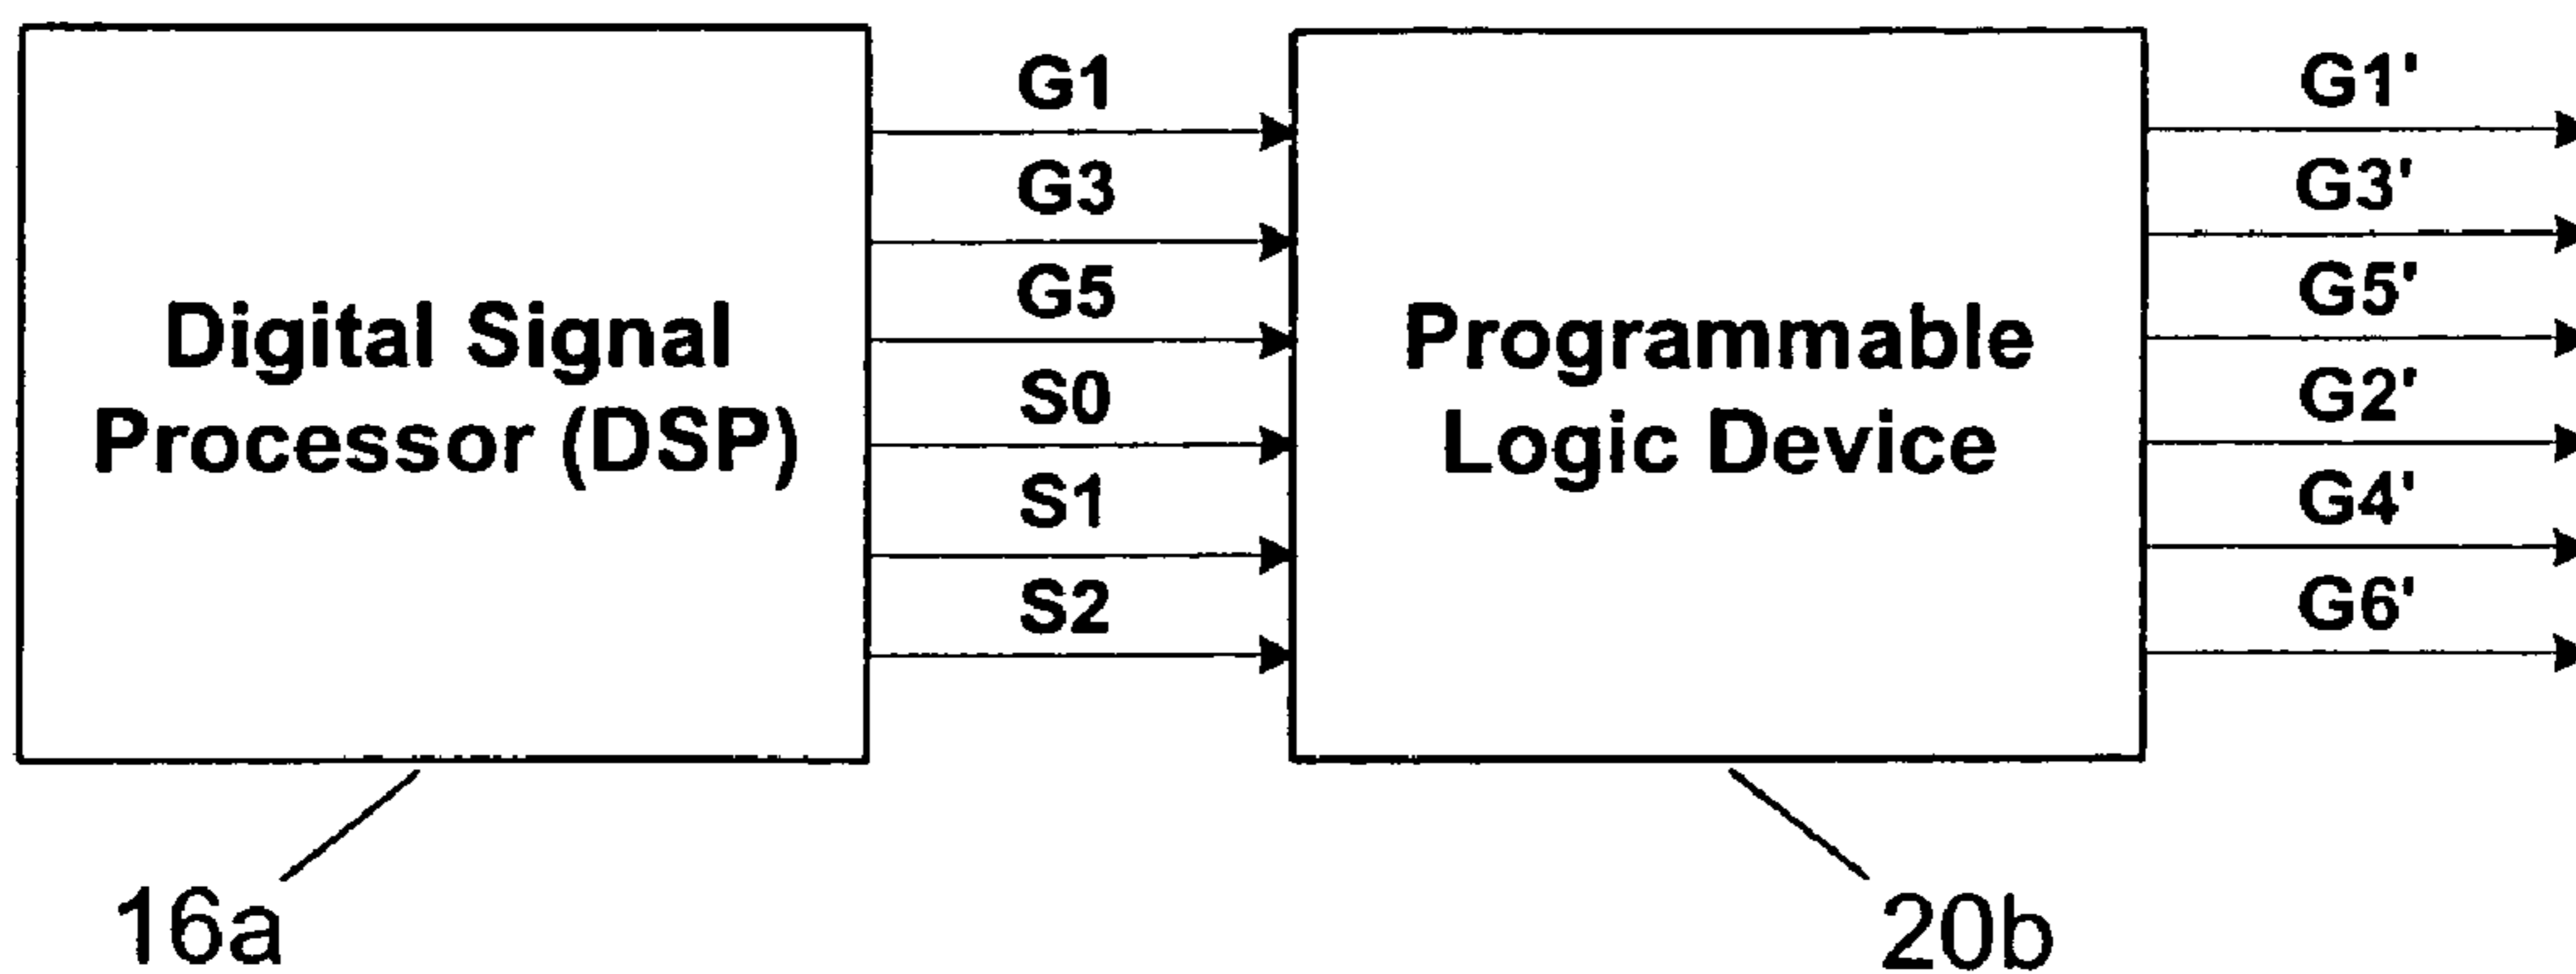 Digital Signal
Processor (DSP)
G1
G3
G5
S0
S1
S2
Programmable
Logic Device
G1'
G3'
G5'
G2'
G4'
G6'
16a
20b